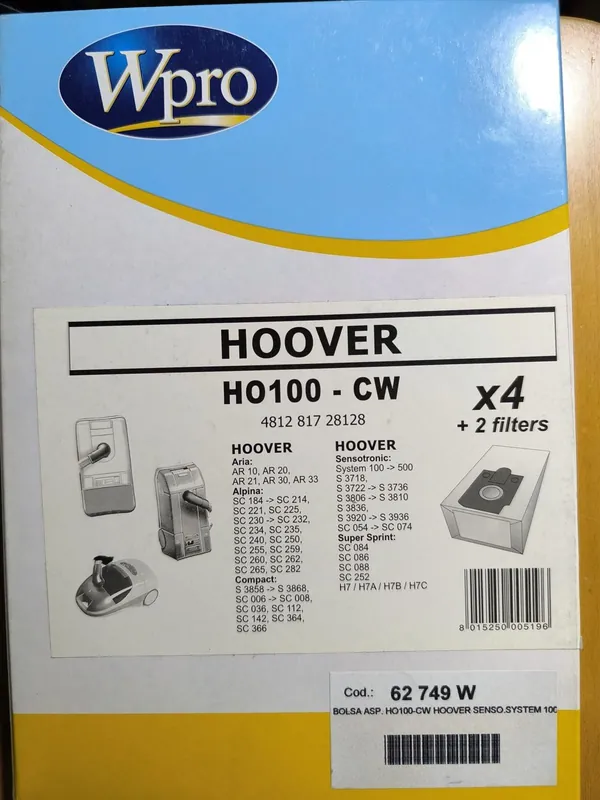 Wpro
HOOVER
HO100 - CW
4812 817 28128
x4
+ 2 filters
HOOVER
Aria:
AR 10, AR 20,
AR 21, AR 30, AR 33
Alpina:
SC 184 -> SC 214,
SC 221, SC 225,
SC 230 -> SC 232,
SC 234, SC 235,
SC 240, SC 250,
SC 255, SC 259,
SC 260, SC 262,
SC 265, SC 282
Compact:
S 3858 -> S 3868,
SC 006 -> SC 008,
SC 036, SC 112,
SC 142, SC 364,
SC 366
HOOVER
Sensotronic:
System 100 -> 500
S 3718,
S 3722 -> S 3736
S 3806 -> S 3810
S 3836,
S 3920 -> S 3936
SC 054 -> SC 074
Super Sprint:
SC 084
SC 086
SC 088
SC 252
H7 / H7A / H7B / H7C
8 015250 005196
Cod.: 62 749 W
BOLSA ASP. HO100-CW HOOVER SENSO.SYSTEM 100